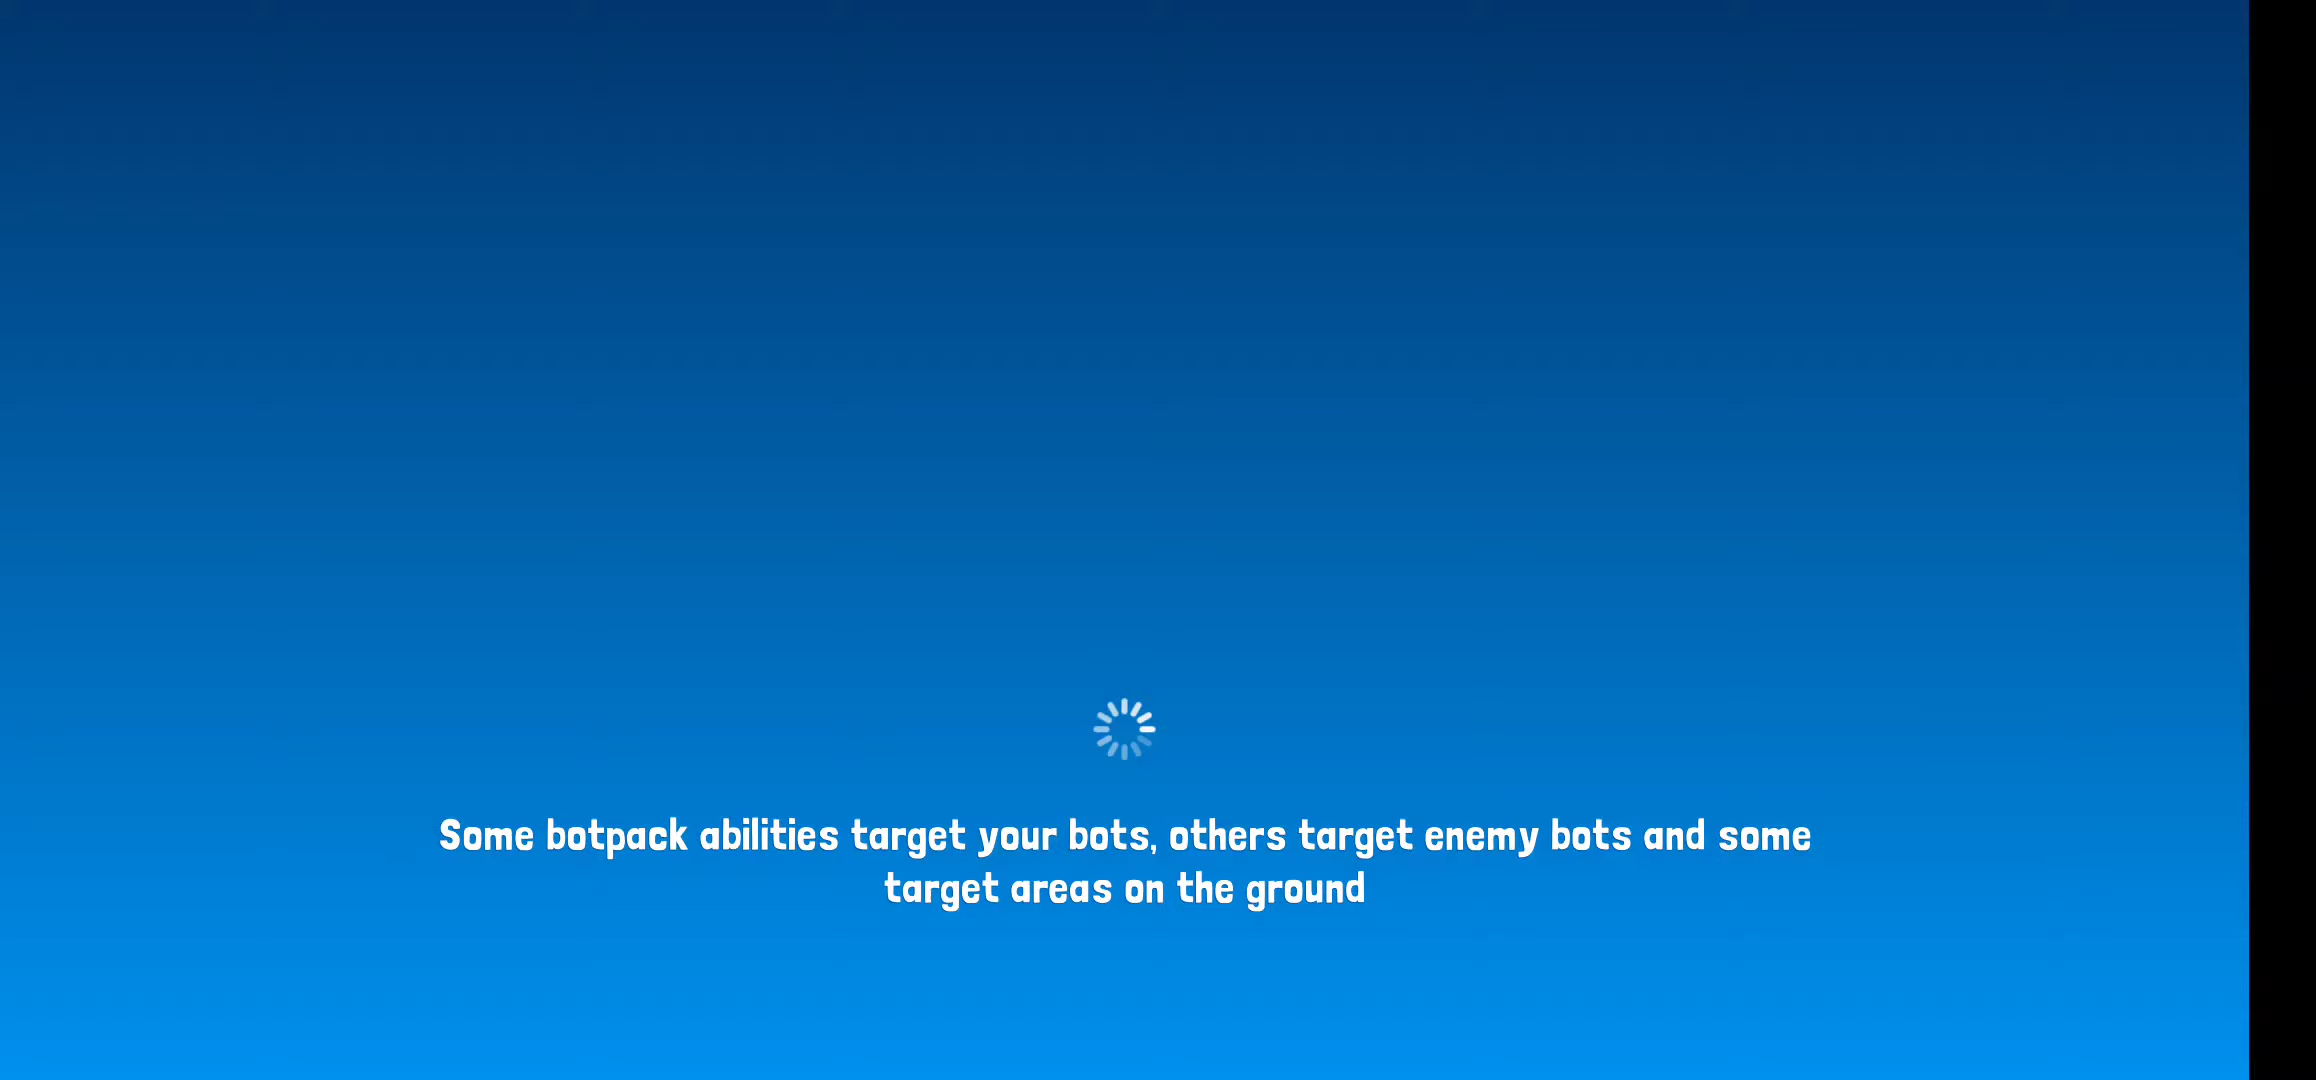 Some botpack abilities target your bots, others target enemy bots and some
target areas on the ground